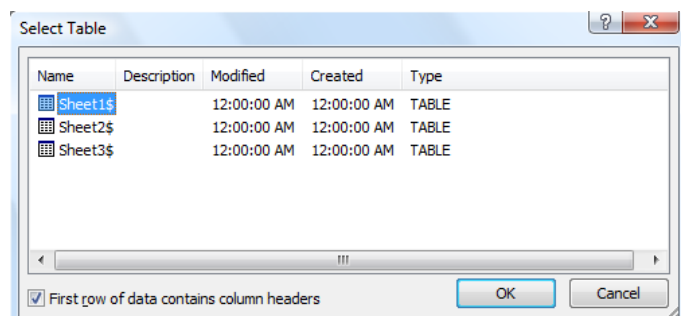 Select Table
Name Description Modified Created Type
Sheet1$ 12:00:00 AM 12:00:00 AM TABLE
Sheet2$ 12:00:00 AM 12:00:00 AM TABLE
Sheet3$ 12:00:00 AM 12:00:00 AM TABLE
First row of data contains column headers OK Cancel